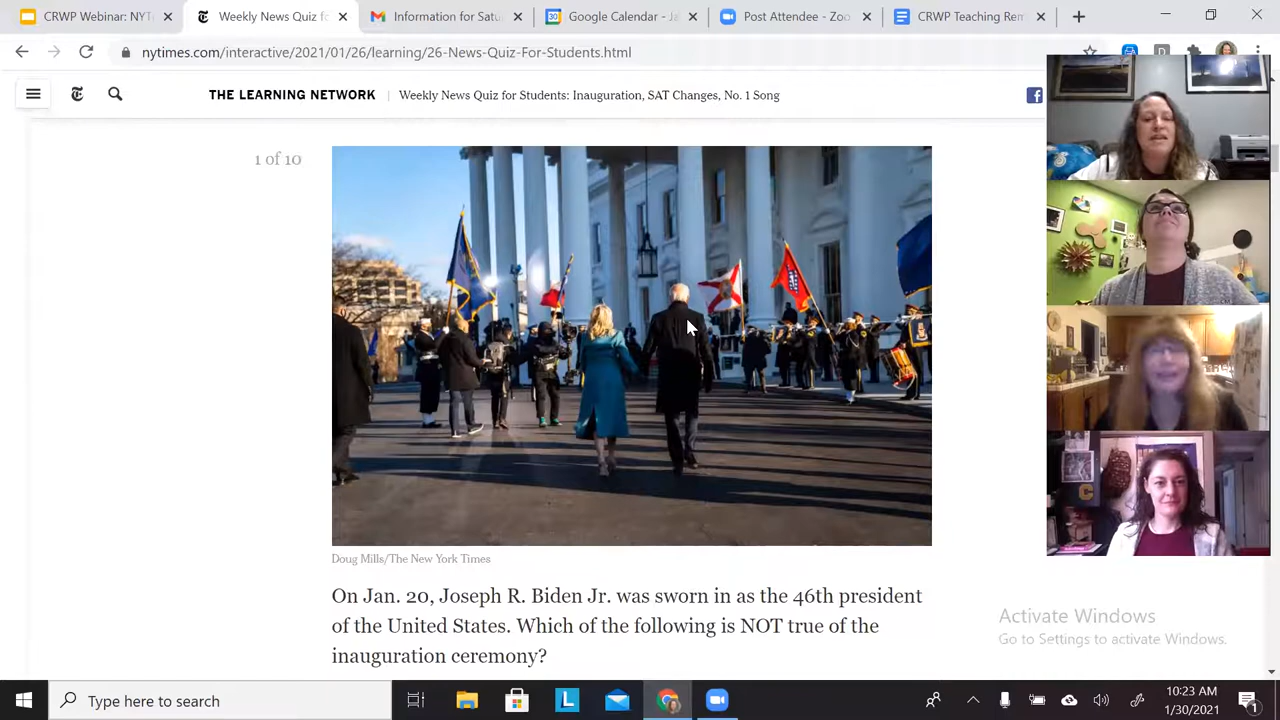 CRWP Webinar: NYT
Weekly News Quiz fo
Information for Satu
Google Calendar - Ja
Post Attendee - Zoo
CRWP Teaching Rem
nytimes.com/interactive/2021/01/26/learning/26-News-Quiz-For-Students.html
THE LEARNING NETWORK
Weekly News Quiz for Students: Inauguration, SAT Changes, No. 1 Song
1 of 10
Doug Mills/The New York Times
On Jan. 20, Joseph R. Biden Jr. was sworn in as the 46th president
of the United States. Which of the following is NOT true of the
inauguration ceremony?
Activate Windows
Go to Settings to activate Windows.
Type here to search
10:23 AM
1/30/2021